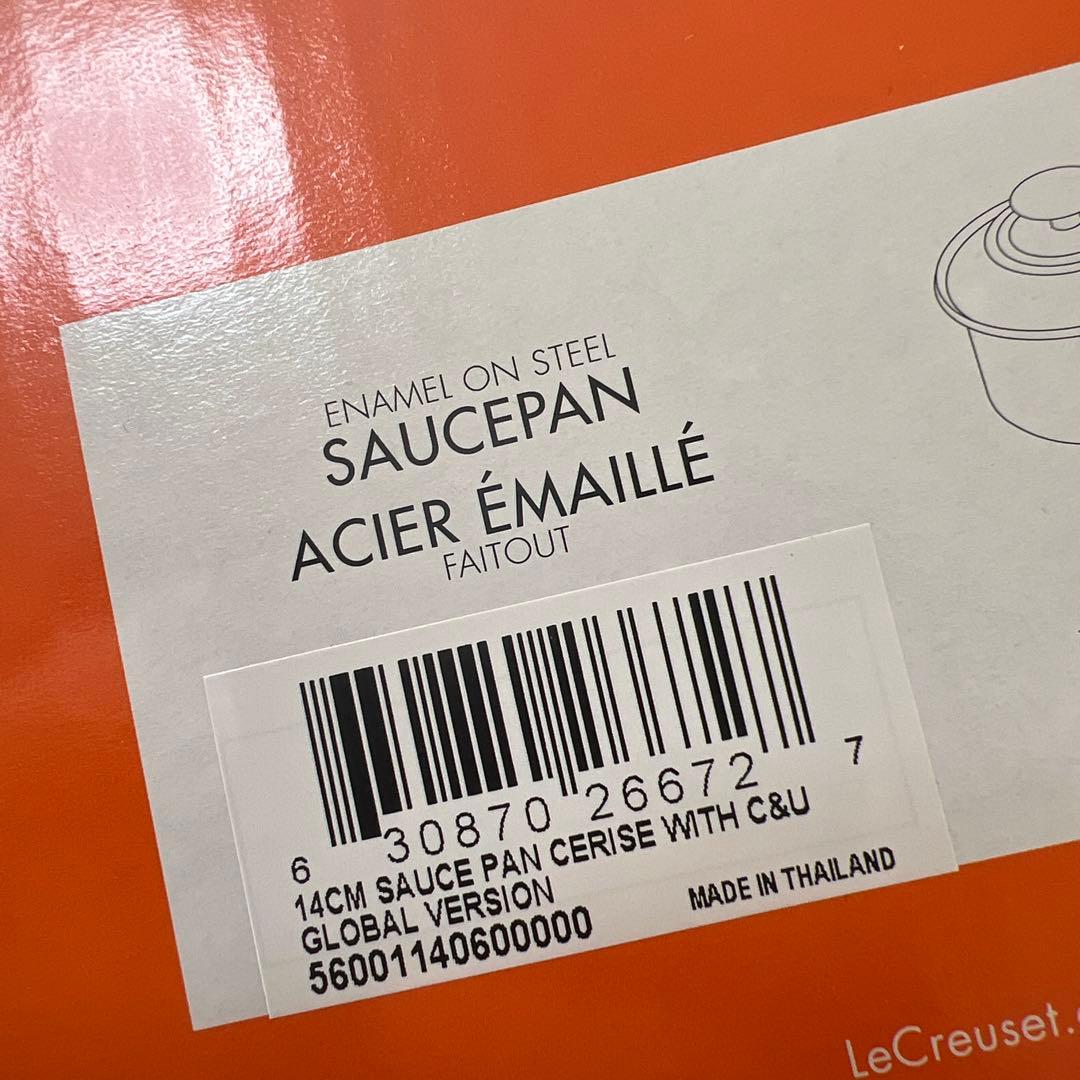 ENAMEL ON STEEL
SAUCEPAN
ACIER ÉMAILLÉ
FAITOUT
6 30870 26672 7
14CM SAUCE PAN CERISE WITH C&U
GLOBAL VERSION
56001140600000
MADE IN THAILAND
LeCreuset.